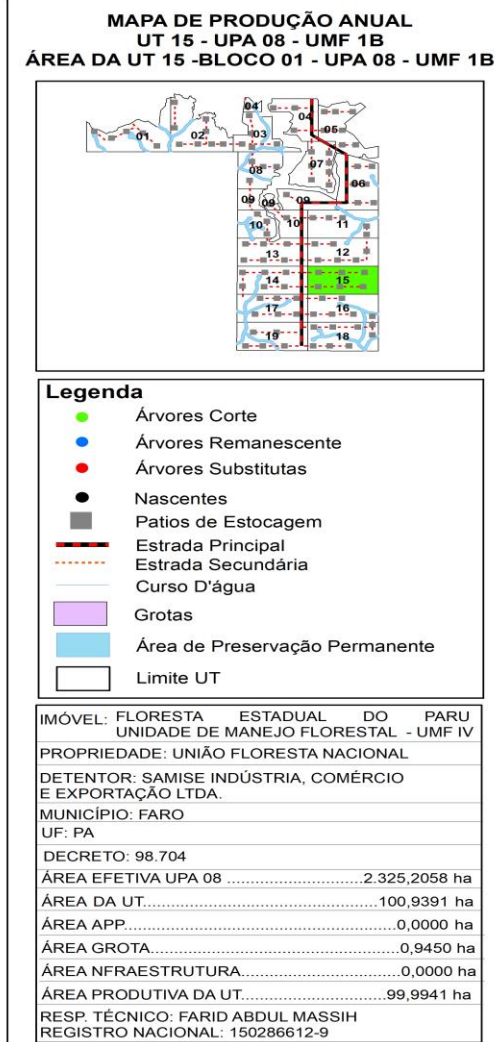 MAPA DE PRODUÇÃO ANUAL
UT 15 - UPA 08 - UMF 1B
ÁREA DA UT 15 -BLOCO 01 - UPA 08 - UMF 1B
04
04
05
01
02
03
07
08
06
09
09
09
10
10
11
13
12
14
15
17
16
19
18
Legenda
Árvores Corte
Árvores Remanescente
Árvores Substitutas
Nascentes
Patios de Estocagem
Estrada Principal
Estrada Secundária
Curso D'água
Grotas
Área de Preservação Permanente
Limite UT
IMÓVEL: FLORESTA ESTADUAL DO PARU
UNIDADE DE MANEJO FLORESTAL - UMF IV
PROPRIEDADE: UNIÃO FLORESTA NACIONAL
DETENTOR: SAMISE INDÚSTRIA, COMÉRCIO
E EXPORTAÇÃO LTDA.
MUNICÍPIO: FARO
UF: PA
DECRETO: 98.704
ÁREA EFETIVA UPA 08 ........................2.325,2058 ha
ÁREA DA UT.........................................100,9391 ha
ÁREA APP...............................................0,0000 ha
ÁREA GROTA...........................................0,9450 ha
ÁREA NFRAESTRUTURA.........................0,0000 ha
ÁREA PRODUTIVA DA UT.......................99,9941 ha
RESP. TÉCNICO: FARID ABDUL MASSIH
REGISTRO NACIONAL: 150286612-9